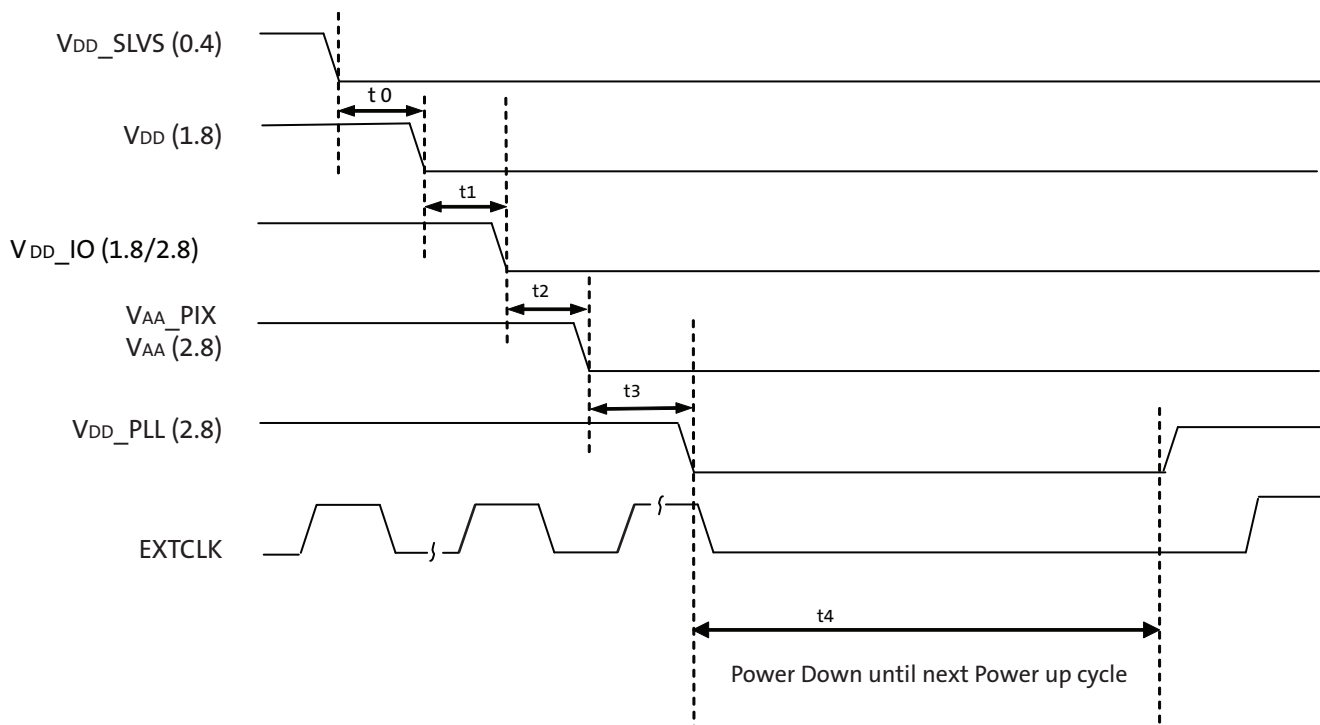 VDD_SLVS (0.4)
t 0
VDD (1.8)
t1
V DD_IO (1.8/2.8)
t2
VAA_PIX
VAA (2.8)
t3
VDD_PLL (2.8)
EXTCLK
t4
Power Down until next Power up cycle